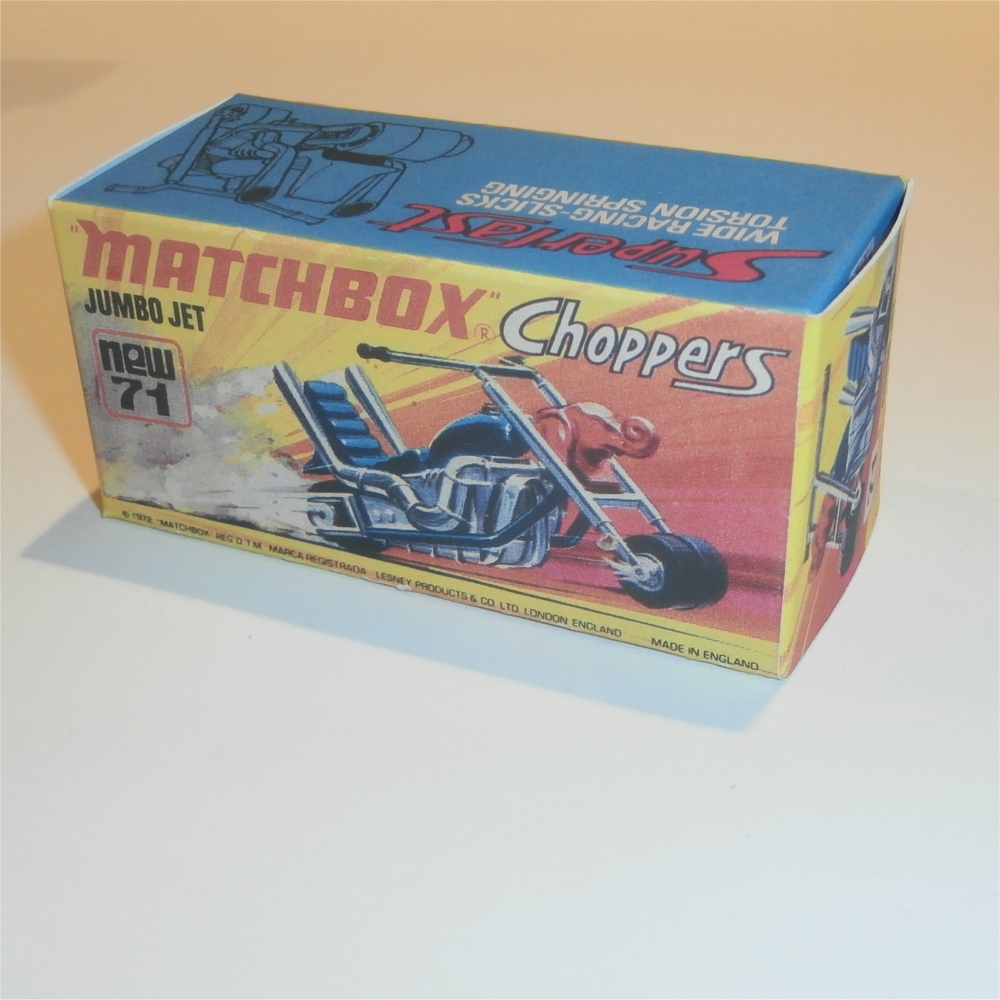 "MATCHBOX"® Choppers
JUMBO JET
new
71
© 1972 "MATCHBOX" REG'D T M MARCA REGISTRADA LESNEY PRODUCTS & CO. LTD. LONDON ENGLAND MADE IN ENGLAND
Superfast
WIDE RACING-SLICKS
TORSION SPRINGING